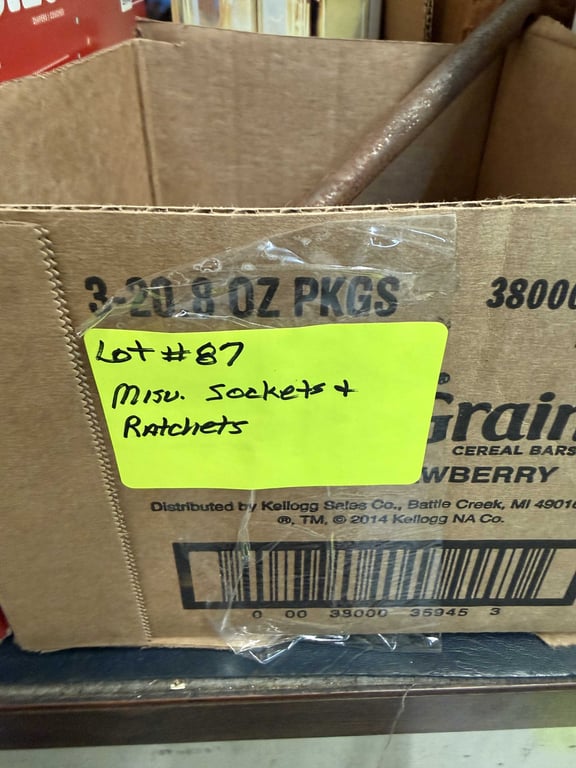 3-20.8 OZ PKGS 38000
Lot #87
Misc. Sockets +
Ratchets
Grain
CEREAL BARS
WBERRY
Distributed by Kellogg Sales Co., Battle Creek, MI 49016
®, TM, © 2014 Kellogg NA Co.
0 00 38000 35945 3